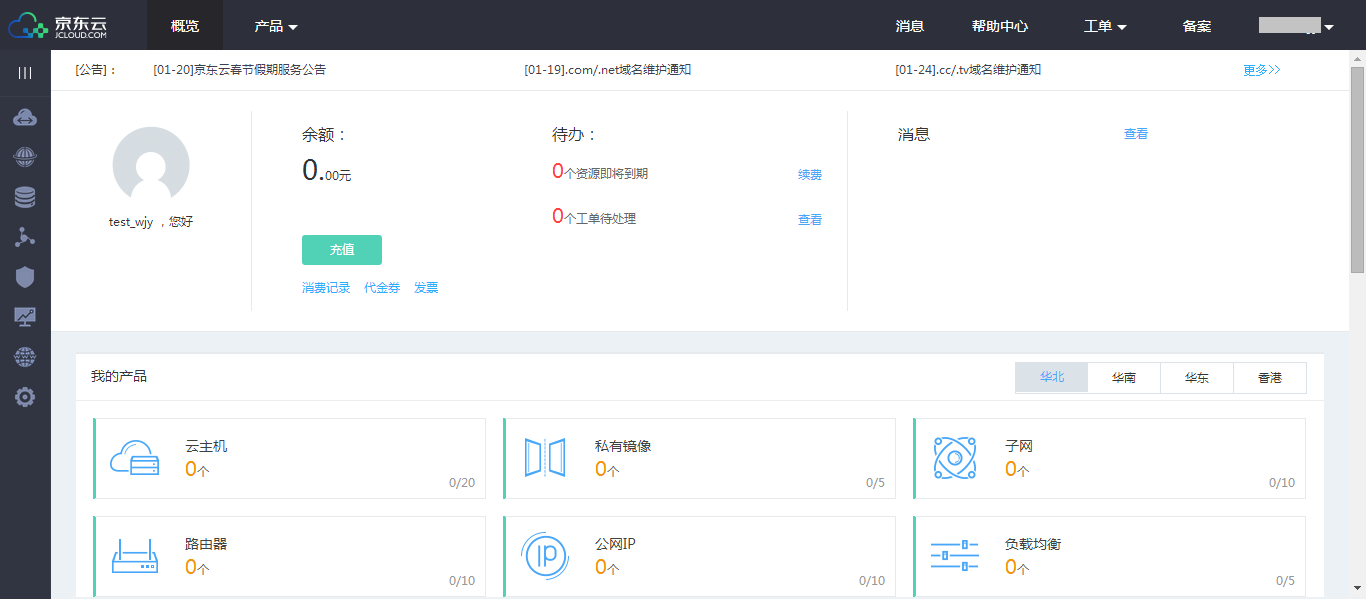 京东云 JCLOUD.COM 概览 产品 消息 帮助中心 工单 备案
[公告]： [01-20]京东云春节假期服务公告 [01-19].com/.net域名维护通知 [01-24].cc/.tv域名维护通知 更多>>
test_wjy ，您好
余额：
0.00元
充值
消费记录 代金券 发票
待办：
0个资源即将到期 续费
0个工单待处理 查看
消息 查看
我的产品 华北 华南 华东 香港
云主机
0个
0/20
私有镜像
0个
0/5
子网
0个
0/10
路由器
0个
0/10
IP
公网IP
0个
0/10
负载均衡
0个
0/5